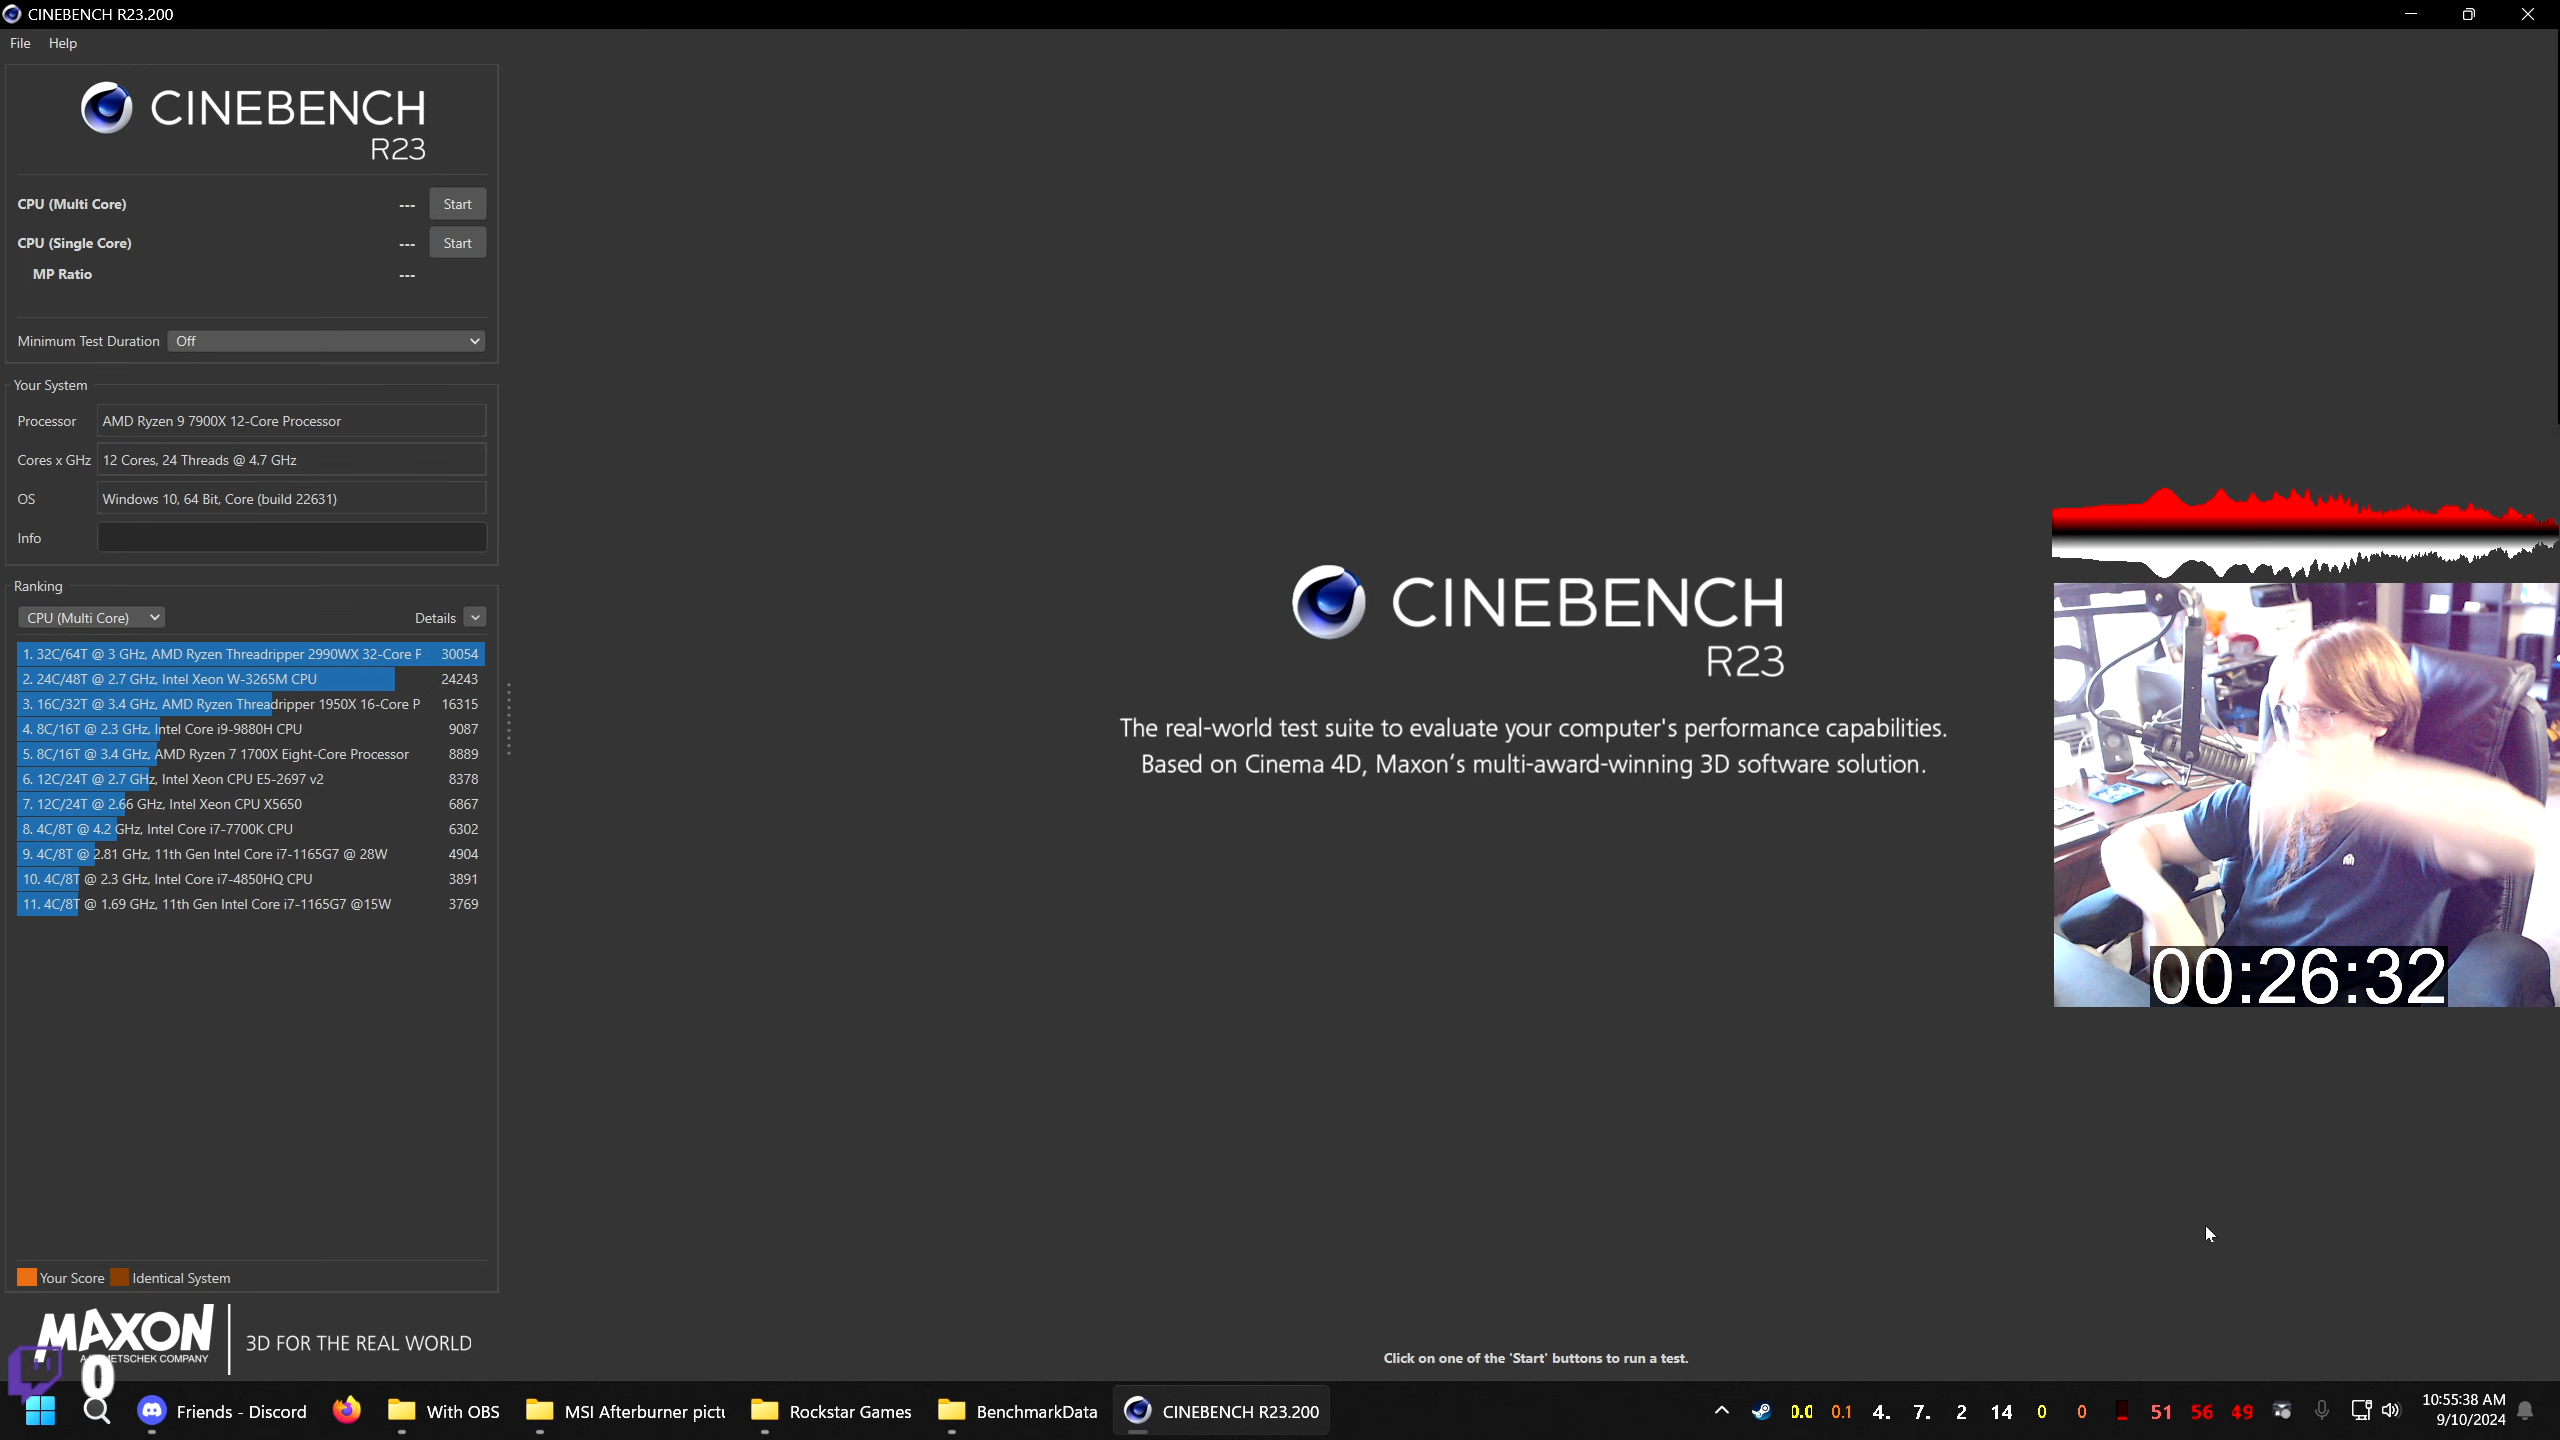 CINEBENCH R23.200
File Help
CINEBENCH
R23
CPU (Multi Core) --- Start
CPU (Single Core) --- Start
MP Ratio ---
Minimum Test Duration Off
Your System
Processor AMD Ryzen 9 7900X 12-Core Processor
Cores x GHz 12 Cores, 24 Threads @ 4.7 GHz
OS Windows 10, 64 Bit, Core (build 22631)
Info
Ranking
CPU (Multi Core) Details
1. 32C/64T @ 3 GHz, AMD Ryzen Threadripper 2990WX 32-Core P 30054
2. 24C/48T @ 2.7 GHz, Intel Xeon W-3265M CPU 24243
3. 16C/32T @ 3.4 GHz, AMD Ryzen Threadripper 1950X 16-Core P 16315
4. 8C/16T @ 2.3 GHz, Intel Core i9-9880H CPU 9087
5. 8C/16T @ 3.4 GHz, AMD Ryzen 7 1700X Eight-Core Processor 8889
6. 12C/24T @ 2.7 GHz, Intel Xeon CPU E5-2697 v2 8378
7. 12C/24T @ 2.66 GHz, Intel Xeon CPU X5650 6867
8. 4C/8T @ 4.2 GHz, Intel Core i7-7700K CPU 6302
9. 4C/8T @ 2.81 GHz, 11th Gen Intel Core i7-1165G7 @ 28W 4904
10. 4C/8T @ 2.3 GHz, Intel Core i7-4850HQ CPU 3891
11. 4C/8T @ 1.69 GHz, 11th Gen Intel Core i7-1165G7 @15W 3769
Your Score Identical System
MAXON 3D FOR THE REAL WORLD
ETSCHEK COMPANY
0
CINEBENCH
R23
The real-world test suite to evaluate your computer's performance capabilities.
Based on Cinema 4D, Maxon's multi-award-winning 3D software solution.
00:26:32
Click on one of the 'Start' buttons to run a test.
Friends - Discord With OBS MSI Afterburner pictu Rockstar Games BenchmarkData CINEBENCH R23.200 0.0 0.1 4. 7. 2 14 0 0 51 56 49 10:55:38 AM
9/10/2024